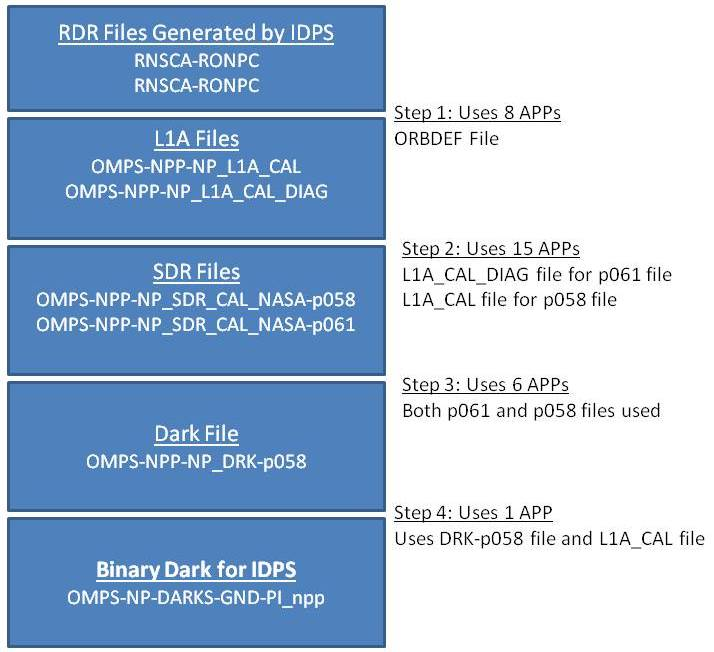 RDR Files Generated by IDPS
RNSCA-RONPC
RNSCA-RONPC
Step 1: Uses 8 APPs
ORBDEF File
L1A Files
OMPS-NPP-NP_L1A_CAL
OMPS-NPP-NP_L1A_CAL_DIAG
Step 2: Uses 15 APPs
L1A_CAL_DIAG file for p061 file
L1A_CAL file for p058 file
SDR Files
OMPS-NPP-NP_SDR_CAL_NASA-p058
OMPS-NPP-NP_SDR_CAL_NASA-p061
Step 3: Uses 6 APPs
Both p061 and p058 files used
Dark File
OMPS-NPP-NP_DRK-p058
Step 4: Uses 1 APP
Uses DRK-p058 file and L1A_CAL file
Binary Dark for IDPS
OMPS-NP-DARKS-GND-PI_npp